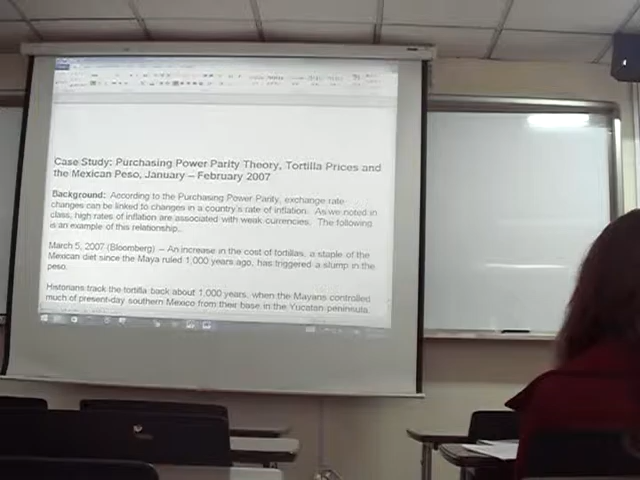 Case Study: Purchasing Power Parity Theory, Tortilla Prices and
the Mexican Peso, January – February 2007
Background: According to the Purchasing Power Parity, exchange rate
changes can be linked to changes in a country's rate of inflation. As we noted in
class, high rates of inflation are associated with weak currencies. The following
is an example of this relationship.
March 5, 2007 (Bloomberg) – An increase in the cost of tortillas, a staple of the
Mexican diet since the Maya ruled 1,000 years ago, has triggered a slump in the
peso.
Historians track the tortilla back about 1,000 years, when the Mayans controlled
much of present-day southern Mexico from their base in the Yucatan peninsula.